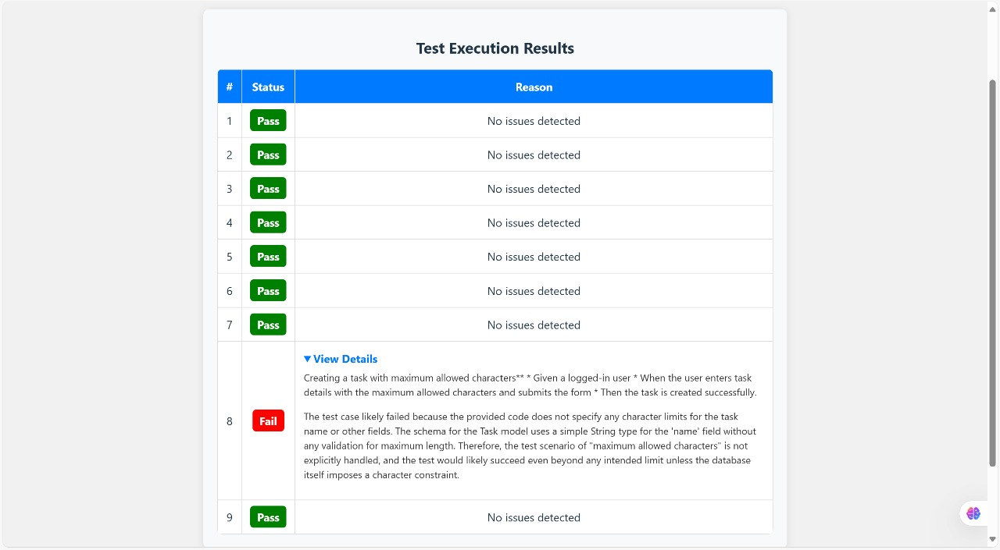 Test Execution Results
# Status Reason
1 Pass No issues detected
2 Pass No issues detected
3 Pass No issues detected
4 Pass No issues detected
5 Pass No issues detected
6 Pass No issues detected
7 Pass No issues detected
▼ View Details
Creating a task with maximum allowed characters** * Given a logged-in user * When the user enters task
details with the maximum allowed characters and submits the form * Then the task is created successfully.
8 Fail
The test case likely failed because the provided code does not specify any character limits for the task
name or other fields. The schema for the Task model uses a simple String type for the 'name' field without
any validation for maximum length. Therefore, the test scenario of "maximum allowed characters" is not
explicitly handled, and the test would likely succeed even beyond any intended limit unless the database
itself imposes a character constraint.
9 Pass No issues detected